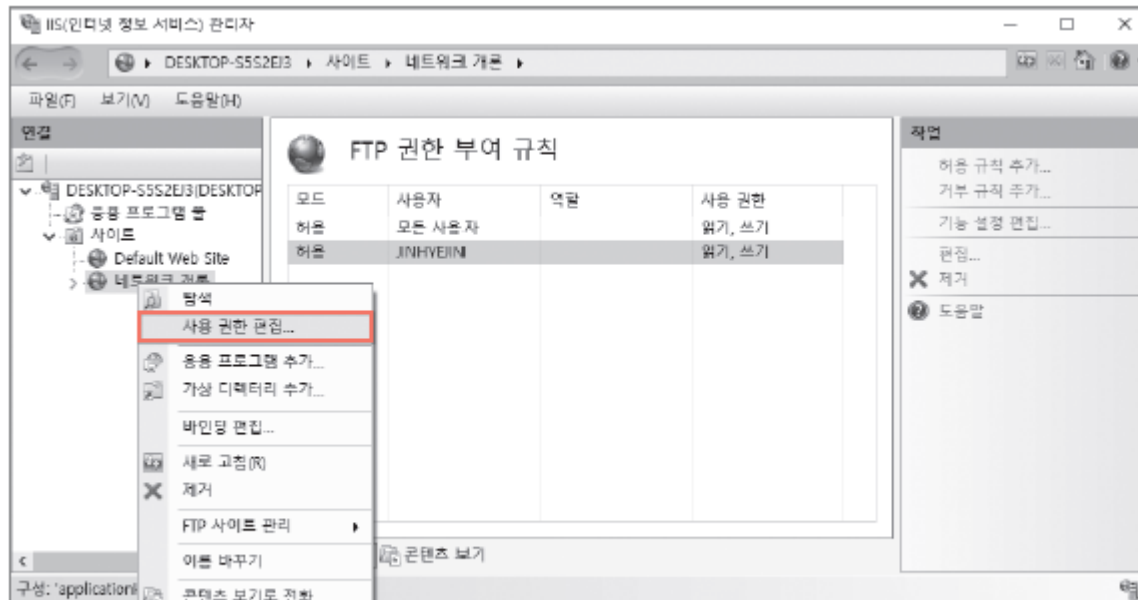 IIS(인터넷 정보 서비스) 관리자
DESKTOP-S5S2EJ3 사이트 네트워크 개론
파일(F) 보기(V) 도움말(H)
연결
DESKTOP-S5S2EJ3(DESKTOP
응용 프로그램 풀
사이트
Default Web Site
네트워크 개론
탐색
사용 권한 편집...
응용 프로그램 추가...
가상 디렉터리 추가...
바인딩 편집...
새로 고침(R)
제거
FTP 사이트 관리
이름 바꾸기
콘텐츠 보기로 전환
FTP 권한 부여 규칙
모드 사용자 역할 사용 권한
허용 모든 사용자 읽기, 쓰기
허용 JINHYEJINI 읽기, 쓰기
콘텐츠 보기
작업
허용 규칙 추가...
거부 규칙 추가...
기능 설정 편집...
편집...
제거
도움말
구성: 'application